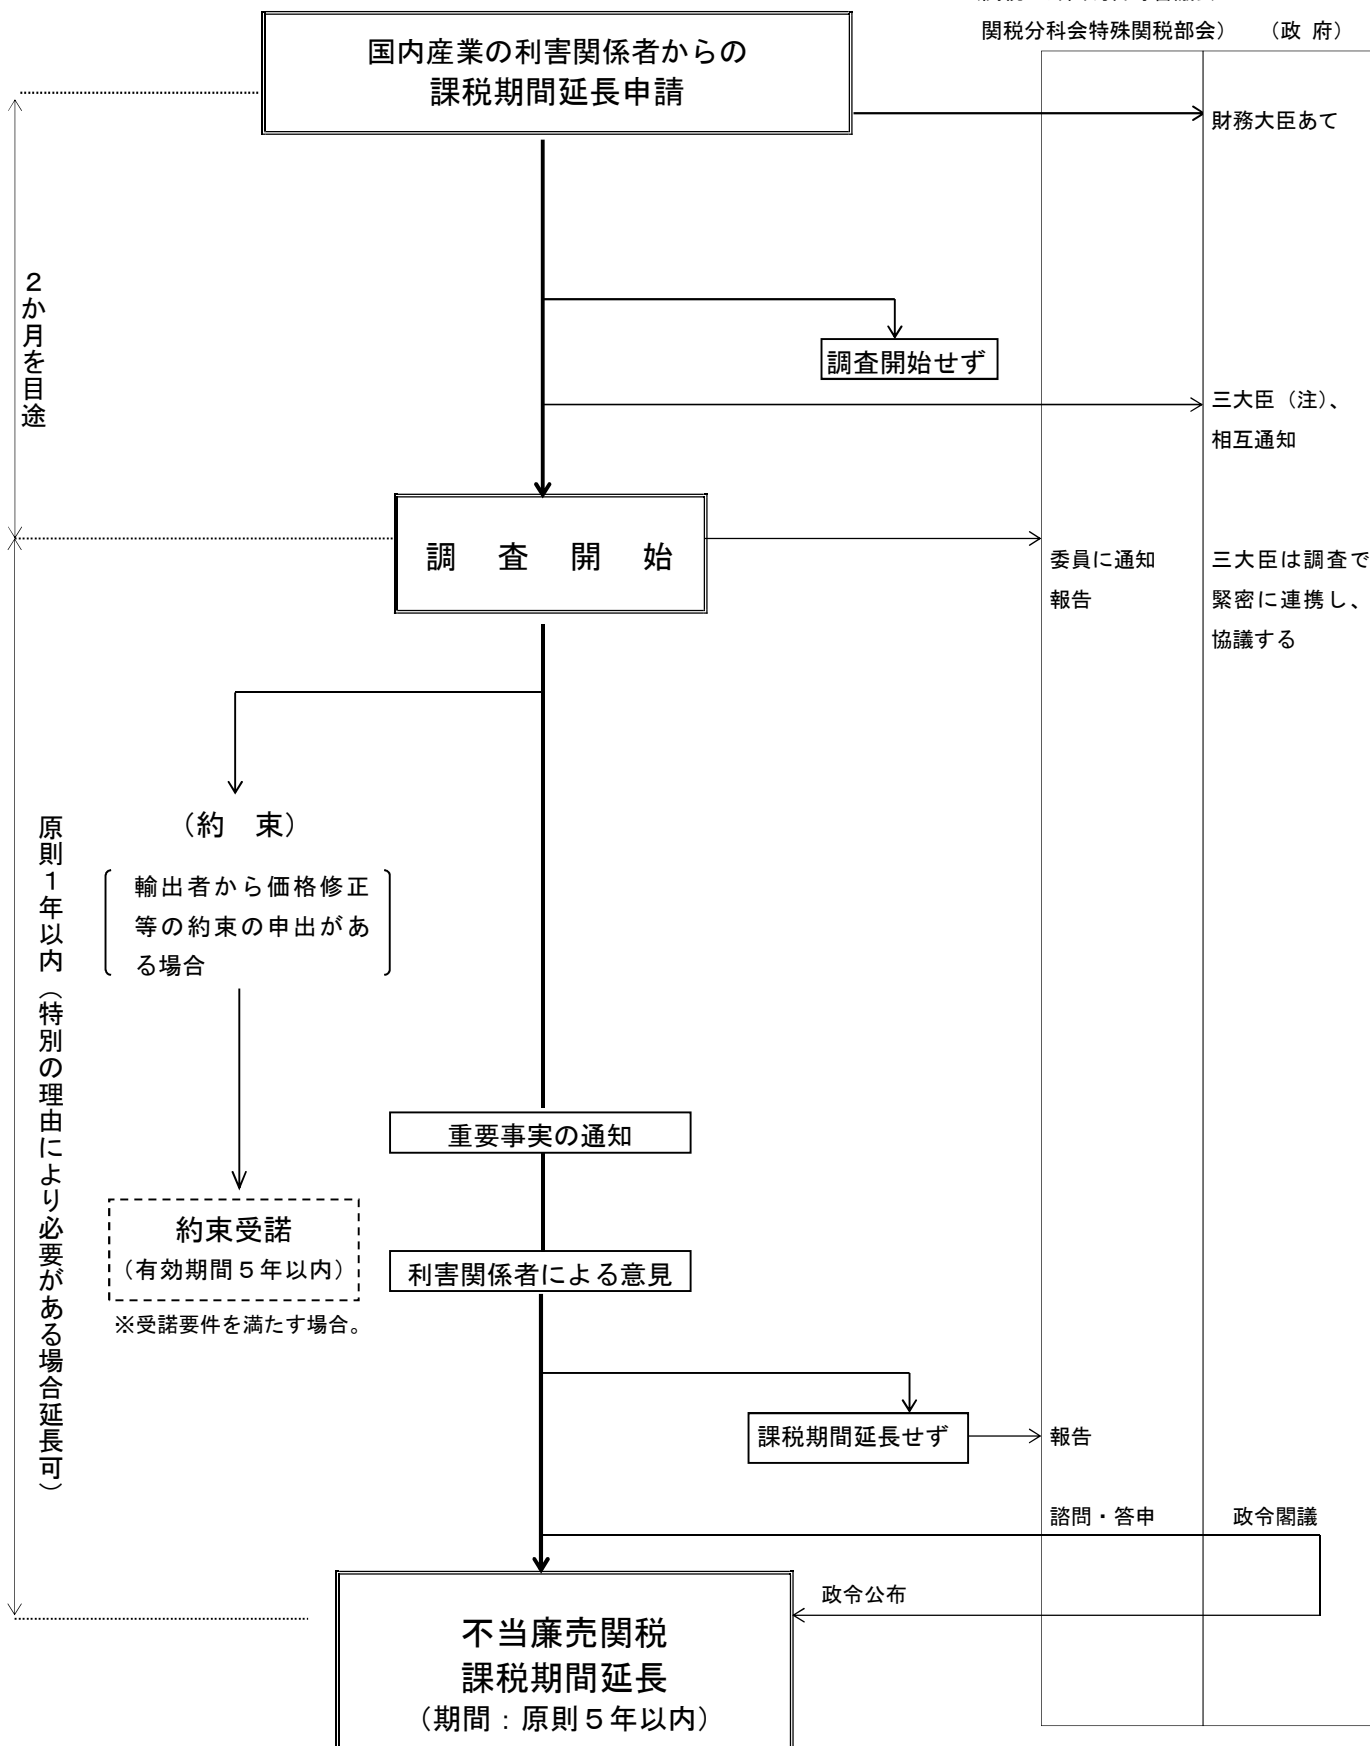 関税分科会特殊関税部会）
（政 府）
国内産業の利害関係者からの
課税期間延長申請
財務大臣あて
２か月を目途
調査開始せず
三大臣（注）、
相互通知
調 査 開 始
委員に通知
報告
三大臣は調査で
緊密に連携し、
協議する
原則１年以内（特別の理由により必要がある場合延長可）
（約 束）
輸出者から価格修正
等の約束の申出があ
る場合
重要事実の通知
約束受諾
（有効期間５年以内）
※受諾要件を満たす場合。
利害関係者による意見
課税期間延長せず
報告
諮問・答申
政令閣議
政令公布
不当廉売関税
課税期間延長
（期間：原則５年以内）